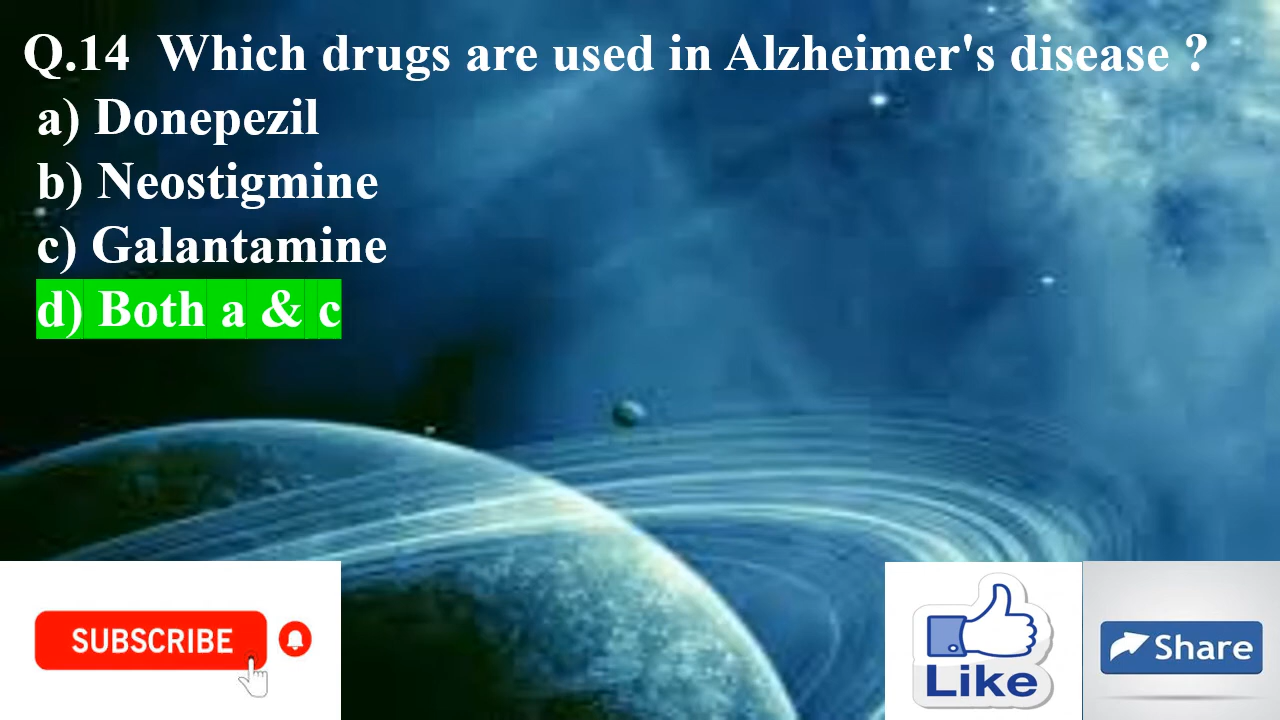 Q.14 Which drugs are used in Alzheimer's disease ?
a) Donepezil
b) Neostigmine
c) Galantamine
d) Both a & c
SUBSCRIBE
Like
Share